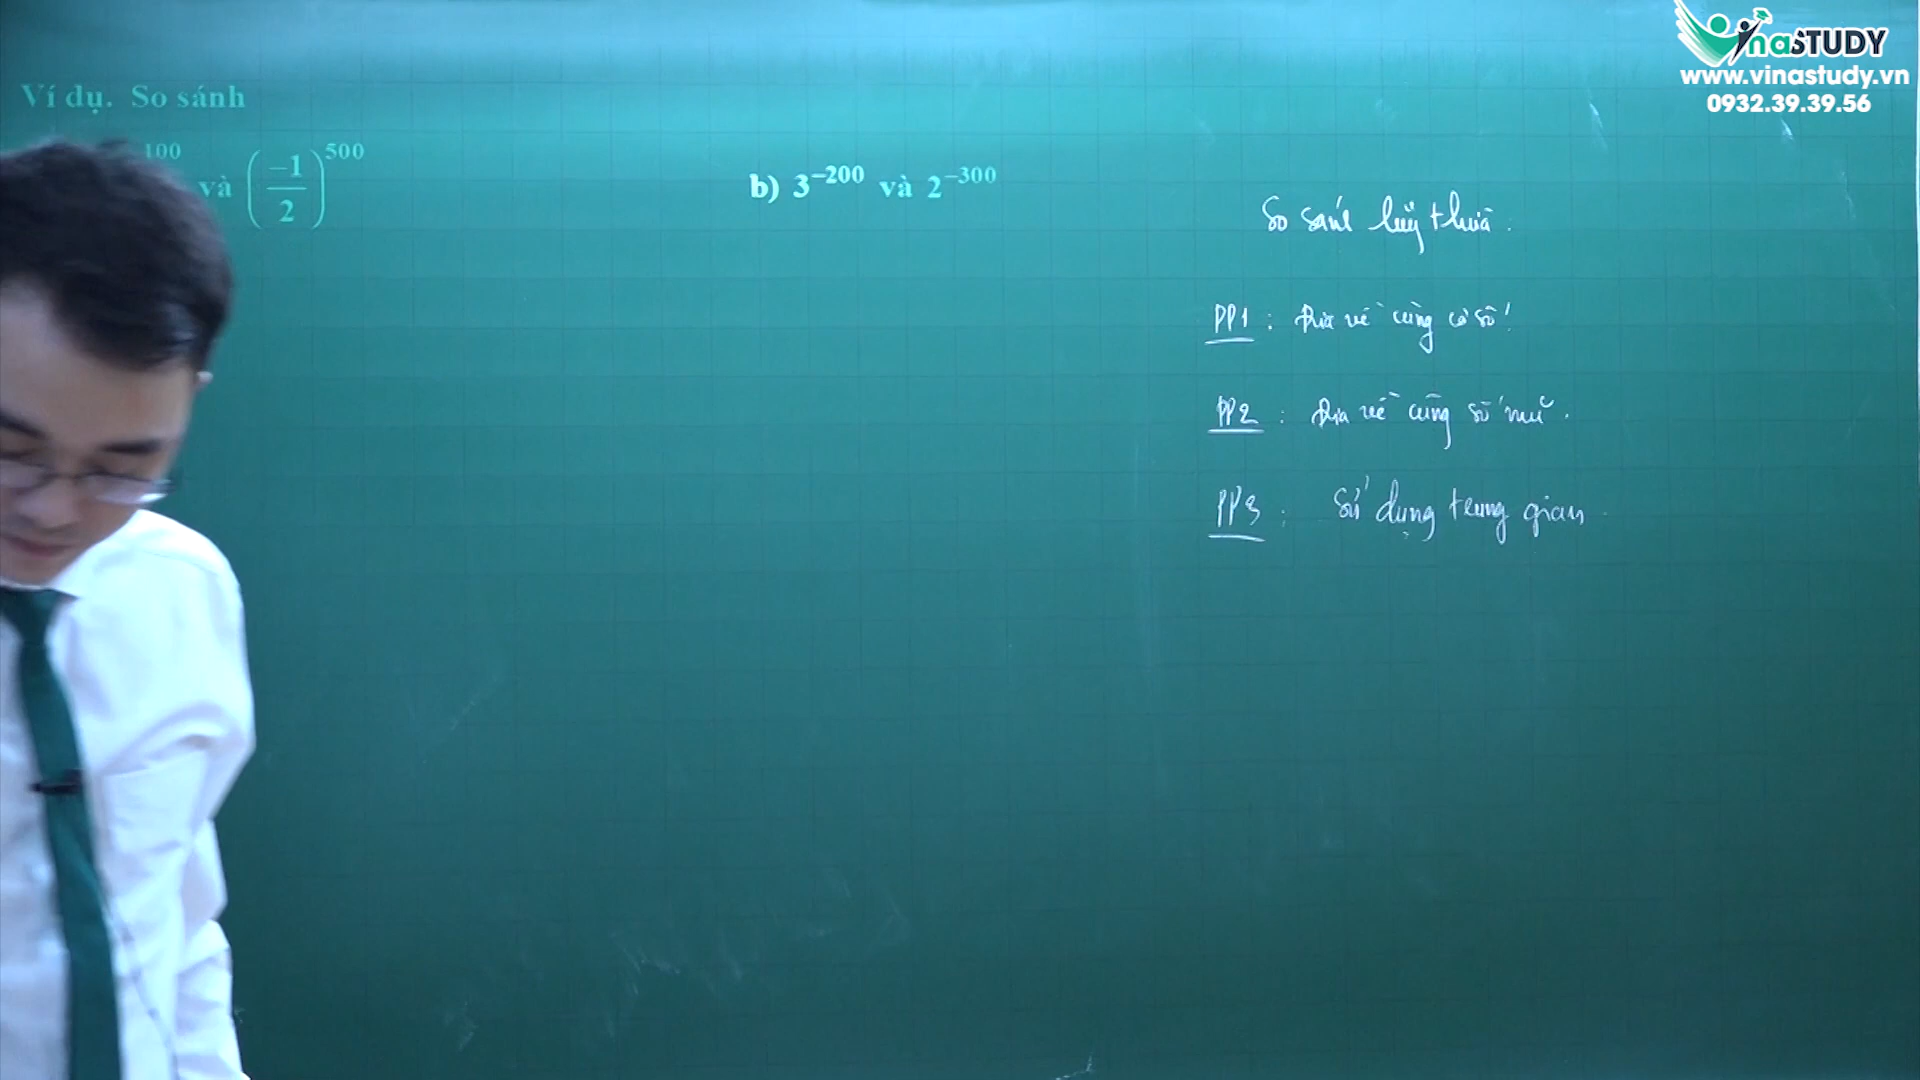 VinaSTUDY
www.vinastudy.vn
0932.39.39.56
Ví dụ. So sánh
100 và (-1/2)^500
b) 3^-200 và 2^-300
So sánh luỹ thừa.
PP1: Đưa về cùng cơ số
PP2: Đưa về cùng số mũ.
PP3: Sử dụng trung gian